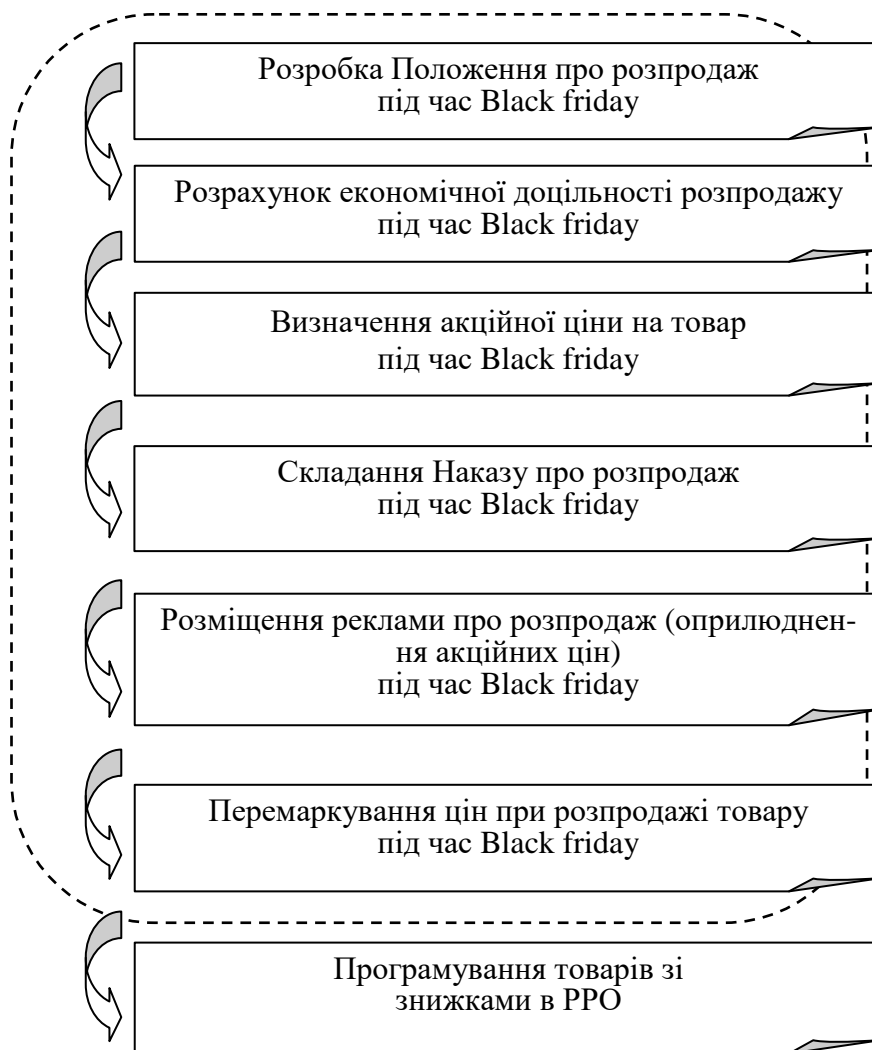 Розробка Положення про розпродаж
під час Black friday
Розрахунок економічної доцільності розпродажу
під час Black friday
Визначення акційної ціни на товар
під час Black friday
Складання Наказу про розпродаж
під час Black friday
Розміщення реклами про розпродаж (оприлюднен-
ня акційних цін)
під час Black friday
Перемаркування цін при розпродажі товару
під час Black friday
Програмування товарів зі
знижками в РРО